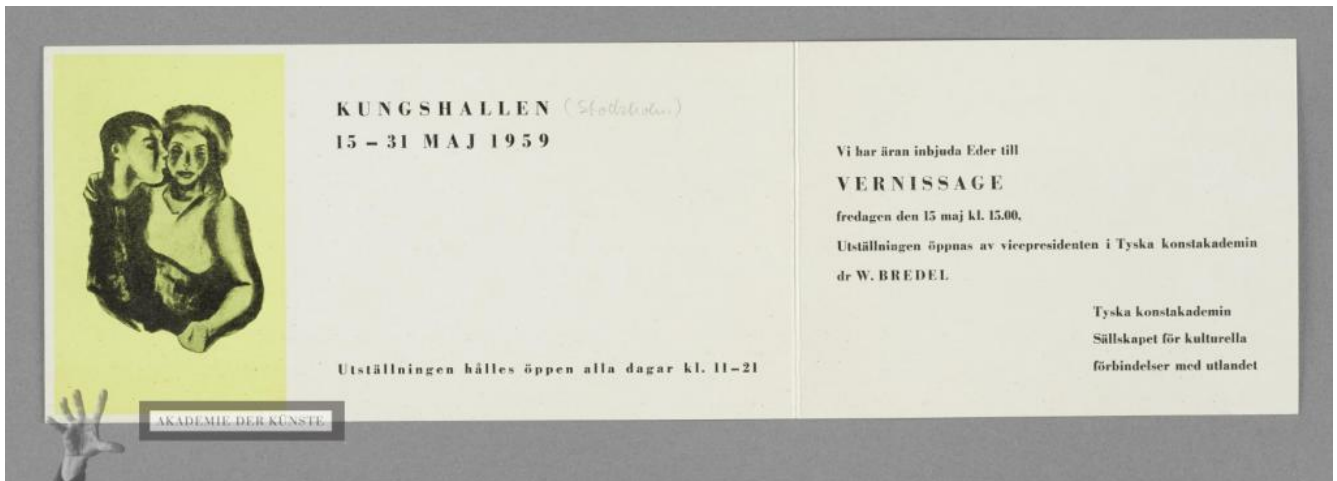 KUNGSHALLEN (Stockholm)
15 – 31 MAJ 1959
Utställningen hålles öppen alla dagar kl. 11–21
Vi har äran inbjuda Eder till
VERNISSAGE
fredagen den 15 maj kl. 15.00.
Utställningen öppnas av vicepresidenten i Tyska konstakademin
dr W. BREDEL
Tyska konstakademin
Sällskapet för kulturella
förbindelser med utlandet
AKADEMIE DER KÜNSTE